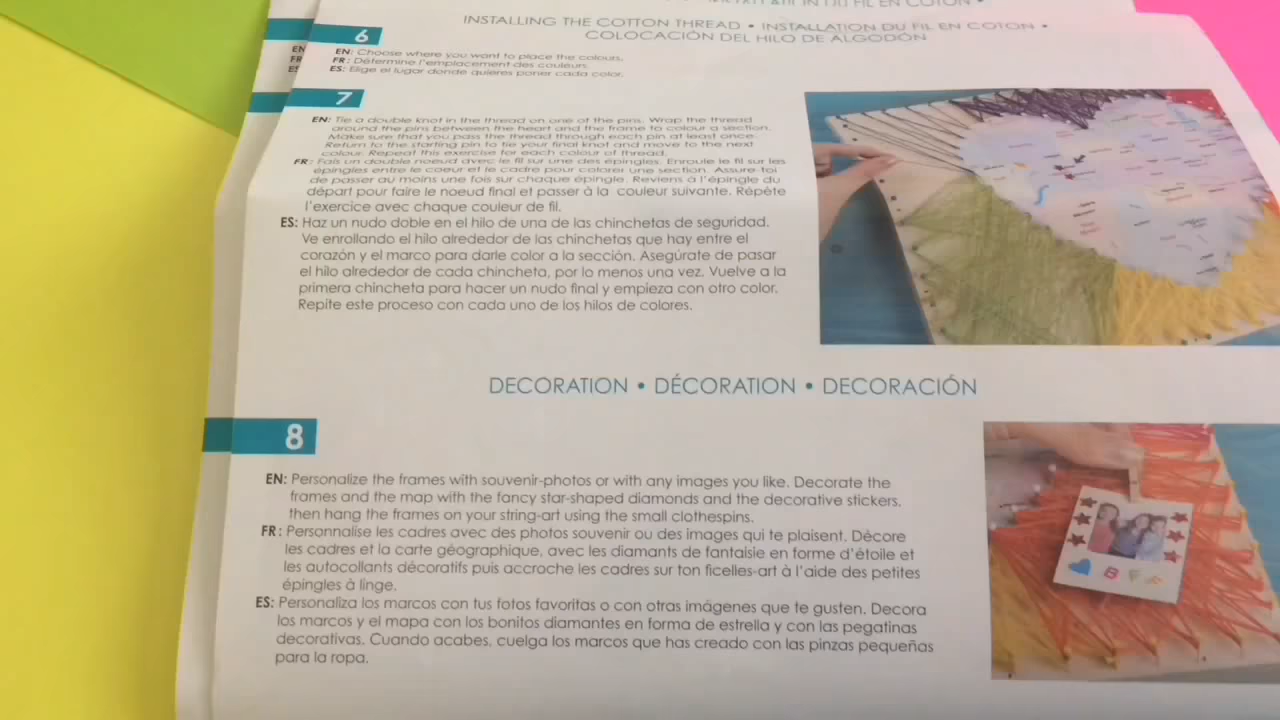 INSTALLING THE COTTON THREAD • INSTALLATION DU FIL EN COTON •
COLOCACIÓN DEL HILO DE ALGODÓN
6
EN: Choose where you want to place the colours.
FR: Détermine l'emplacement des couleurs.
ES: Elige el lugar donde quieres poner cada color.
7
EN: Tie a double knot in the thread on one of the pins. Wrap the thread
around the pins between the heart and the frame to colour a section.
Make sure that you pass the thread through each pin at least once.
Return to the starting pin to tie your final knot and move to the next
colour. Repeat this exercise for each colour of thread.
FR: Fais un double noeud avec le fil sur une des épingles. Enroule le fil sur les
épingles entre le coeur et le cadre pour colorer une section. Assure-toi
de passer au moins une fois sur chaque épingle. Reviens à l'épingle du
départ pour faire le noeud final et passer à la couleur suivante. Répète
l'exercice avec chaque couleur de fil.
ES: Haz un nudo doble en el hilo de una de las chinchetas de seguridad.
Ve enrollando el hilo alrededor de las chinchetas que hay entre el
corazón y el marco para darle color a la sección. Asegúrate de pasar
el hilo alrededor de cada chincheta, por lo menos una vez. Vuelve a la
primera chincheta para hacer un nudo final y empieza con otro color.
Repite este proceso con cada uno de los hilos de colores.
DECORATION • DÉCORATION • DECORACIÓN
8
EN: Personalize the frames with souvenir-photos or with any images you like. Decorate the
frames and the map with the fancy star-shaped diamonds and the decorative stickers,
then hang the frames on your string-art using the small clothespins.
FR: Personnalise les cadres avec des photos souvenir ou des images qui te plaisent. Décore
les cadres et la carte géographique, avec les diamants de fantaisie en forme d'étoile et
les autocollants décoratifs puis accroche les cadres sur ton ficelles-art à l'aide des petites
épingles à linge.
ES: Personaliza los marcos con tus fotos favoritas o con otras imágenes que te gusten. Decora
los marcos y el mapa con los bonitos diamantes en forma de estrella y con las pegatinas
decorativas. Cuando acabes, cuelga los marcos que has creado con las pinzas pequeñas
para la ropa.
EN
FR
ES
BFF